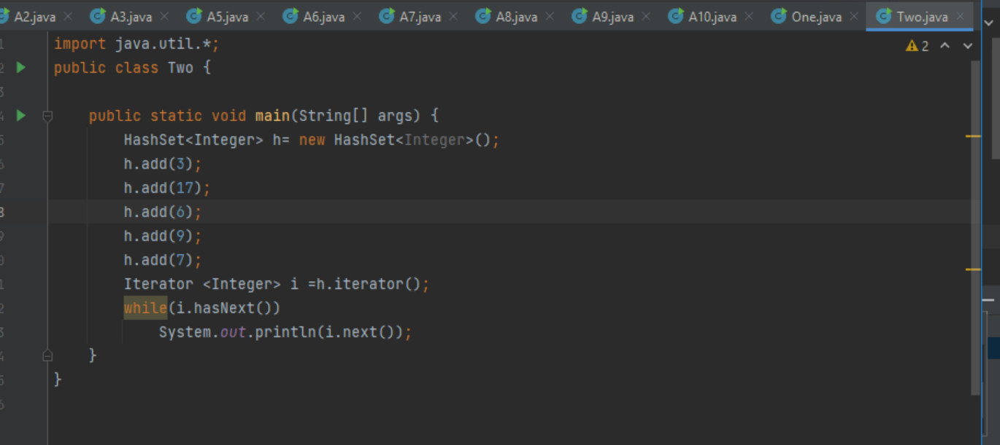 A2.java A3.java A5.java A6.java A7.java A8.java A9.java A10.java One.java Two.java
import java.util.*;
2
public class Two {
public static void main(String[] args) {
HashSet<Integer> h= new HashSet<Integer>();
h.add(3);
h.add(17);
h.add(6);
h.add(9);
h.add(7);
Iterator <Integer> i =h.iterator();
while(i.hasNext())
System.out.println(i.next());
}
}